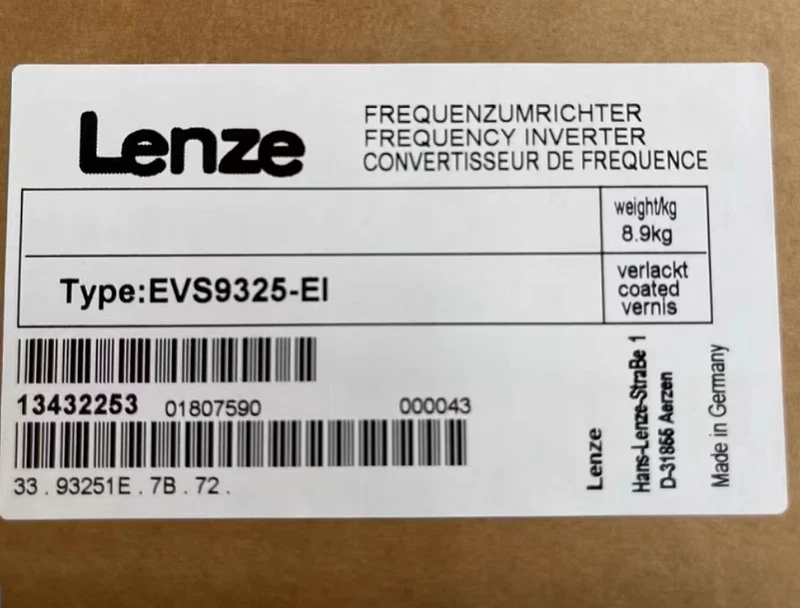 Lenze
FREQUENZUMRICHTER
FREQUENCY INVERTER
CONVERTISSEUR DE FREQUENCE
weight/kg
8.9kg
Type:EVS9325-EI
verlackt
coated
vernis
13432253 01807590 000043
33 . 93251E . 7B . 72 .
Lenze
Hans-Lenze-StraBe 1
D-31855 Aerzen
Made in Germany